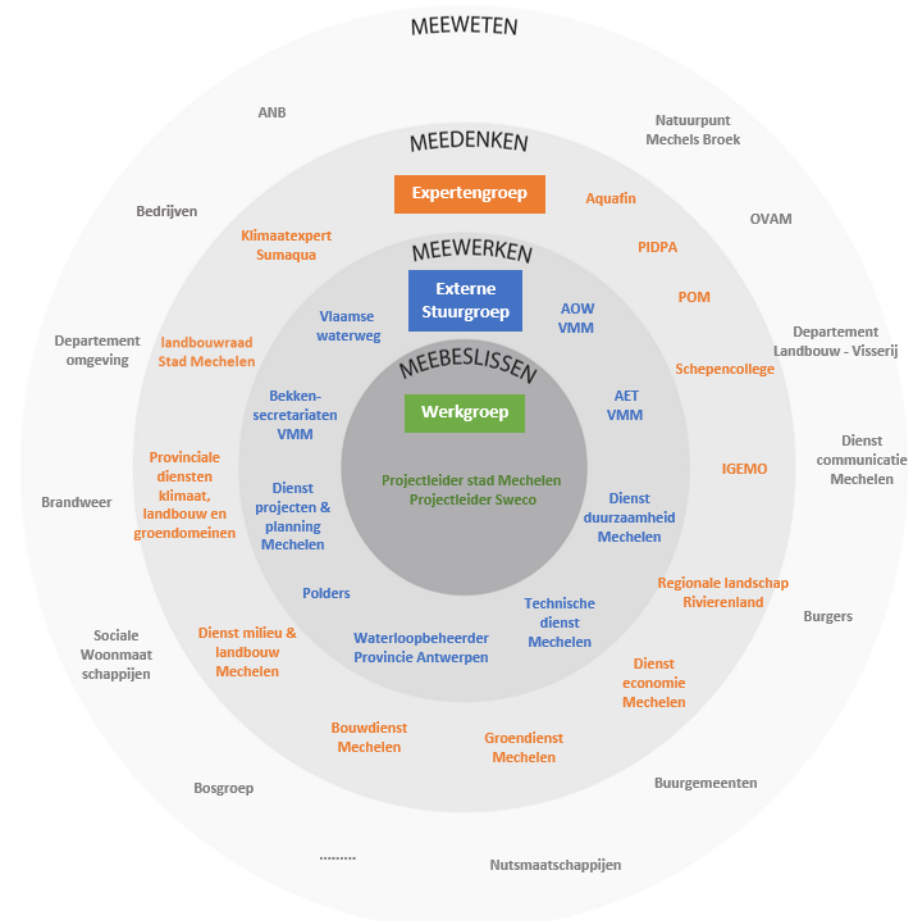 MEEWETEN
ANB
Natuurpunt
Mechels Broek
MEEDENKEN
Expertengroep
Aquafin
Bedrijven
OVAM
Klimaatexpert
Sumaqua
PIDPA
MEEWERKEN
Externe
Stuurgroep
POM
Vlaamse
waterweg
AOW
VMM
Departement
omgeving
landbouwraad
Stad Mechelen
Departement
Landbouw - Visserij
MEEBESLISSEN
Schepencollege
Werkgroep
Bekken-
secretariaten
VMM
AET
VMM
Dienst
communicatie
Mechelen
Provinciale
diensten
klimaat,
landbouw en
groendomeinen
IGEMO
Projectleider stad Mechelen
Projectleider Sweco
Brandweer
Dienst
projecten &
planning
Mechelen
Dienst
duurzaamheid
Mechelen
Polders
Regionale landschap
Rivierenland
Technische
dienst
Mechelen
Burgers
Sociale
Woonmaat
schappijen
Dienst milieu &
landbouw
Mechelen
Waterloopbeheerder
Provincie Antwerpen
Dienst
economie
Mechelen
Bouwdienst
Mechelen
Groendienst
Mechelen
Bosgroep
Buurgemeenten
.........
Nutsmaatschappijen